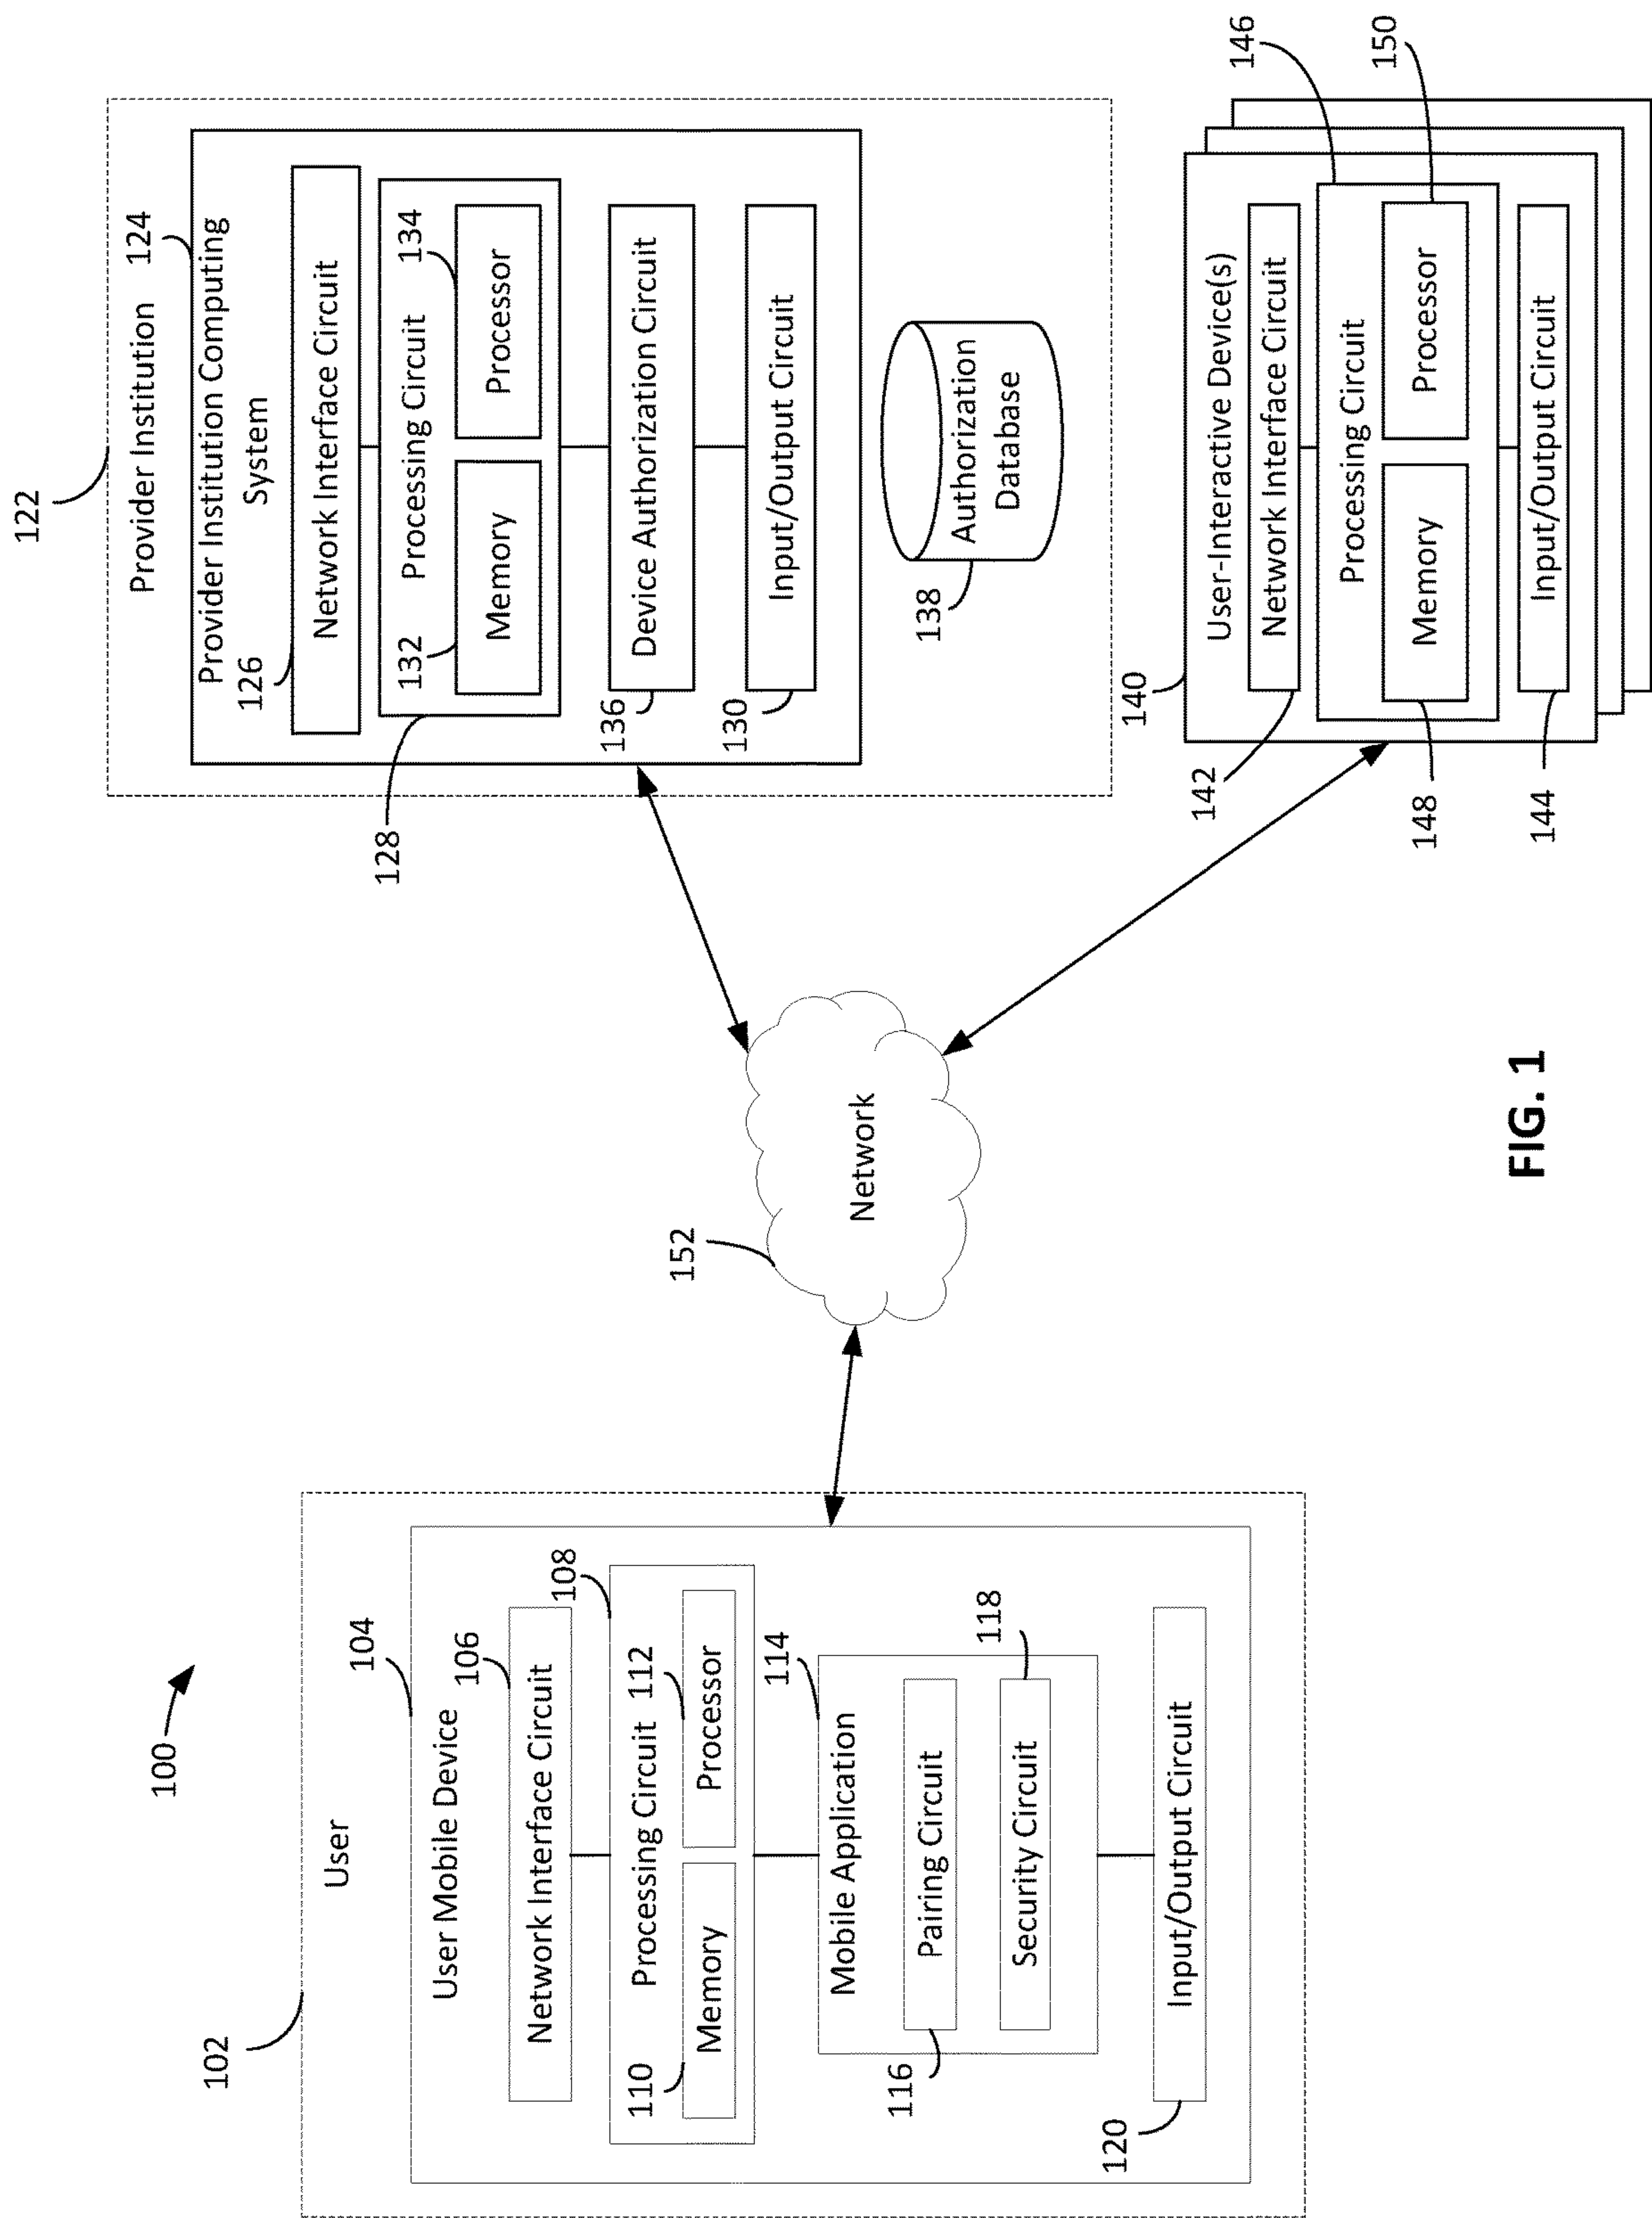 100
102
User
104
User Mobile Device
106
Network Interface Circuit
108
Processing Circuit
110
Memory
112
Processor
114
Mobile Application
116
Pairing Circuit
118
Security Circuit
120
Input/Output Circuit
152
Network
122
Provider Institution
124
Provider Institution Computing
System
126
Network Interface Circuit
128
Processing Circuit
132
Memory
134
Processor
136
Device Authorization Circuit
130
Input/Output Circuit
138
Authorization
Database
140
User-Interactive Device(s)
142
Network Interface Circuit
146
Processing Circuit
148
Memory
150
Processor
144
Input/Output Circuit
FIG. 1